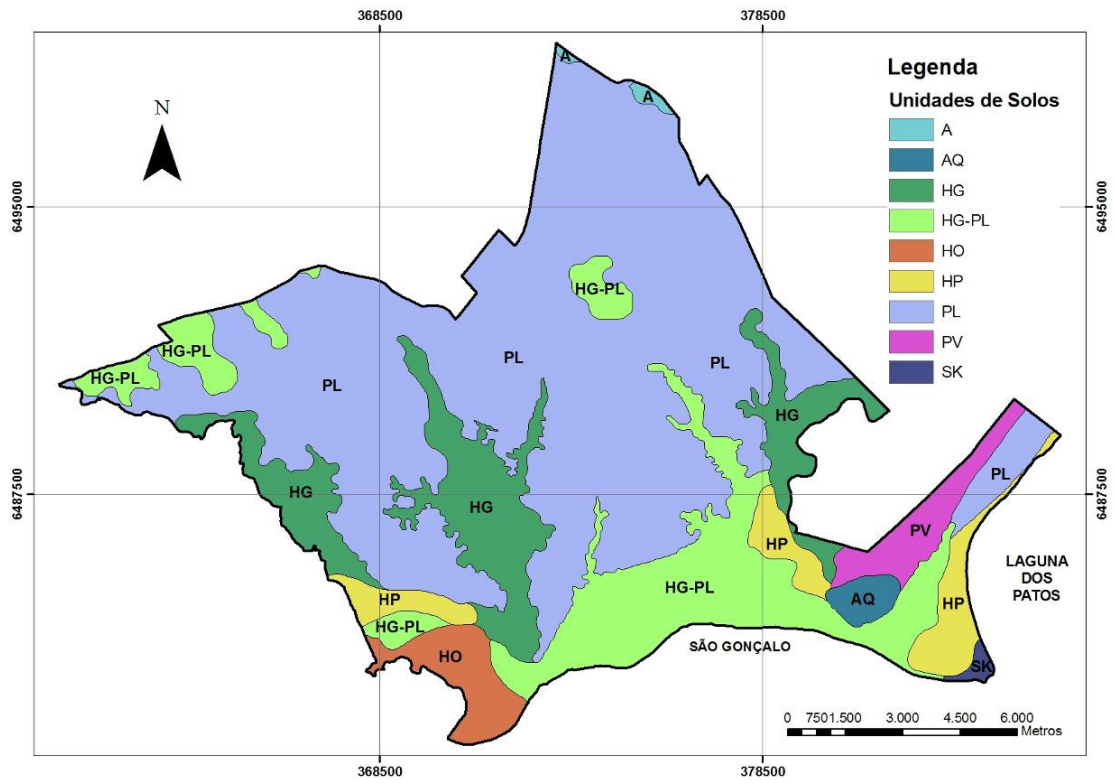 368500
378500
N
Legenda
Unidades de Solos
A
AQ
HG
HG-PL
HO
HP
PL
PV
SK
A
A
6495000
6495000
HG-PL
HG-PL
HG-PL
PL
PL
PL
HG
HG
HG
6487500
6487500
PL
PV
HP
LAGUNA
DOS
PATOS
HG-PL
HP
AQ
HP
HG-PL
HO
SÃO GONÇALO
SK
0 750 1.500 3.000 4.500 6.000
Metros
368500
378500